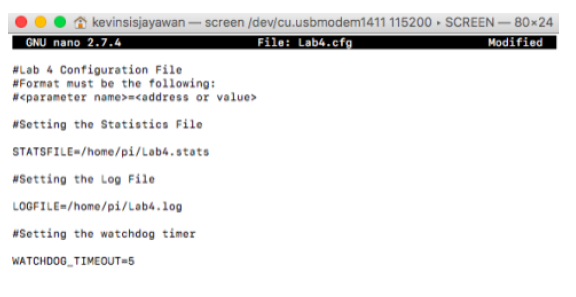 kevinsisjayawan — screen /dev/cu.usbmodem1411 115200 ▸ SCREEN — 80×24
GNU nano 2.7.4 File: Lab4.cfg Modified
#Lab 4 Configuration File
#Format must be the following:
#<parameter name>=<address or value>
#Setting the Statistics File
STATSFILE=/home/pi/Lab4.stats
#Setting the Log File
LOGFILE=/home/pi/Lab4.log
#Setting the watchdog timer
WATCHDOG_TIMEOUT=5